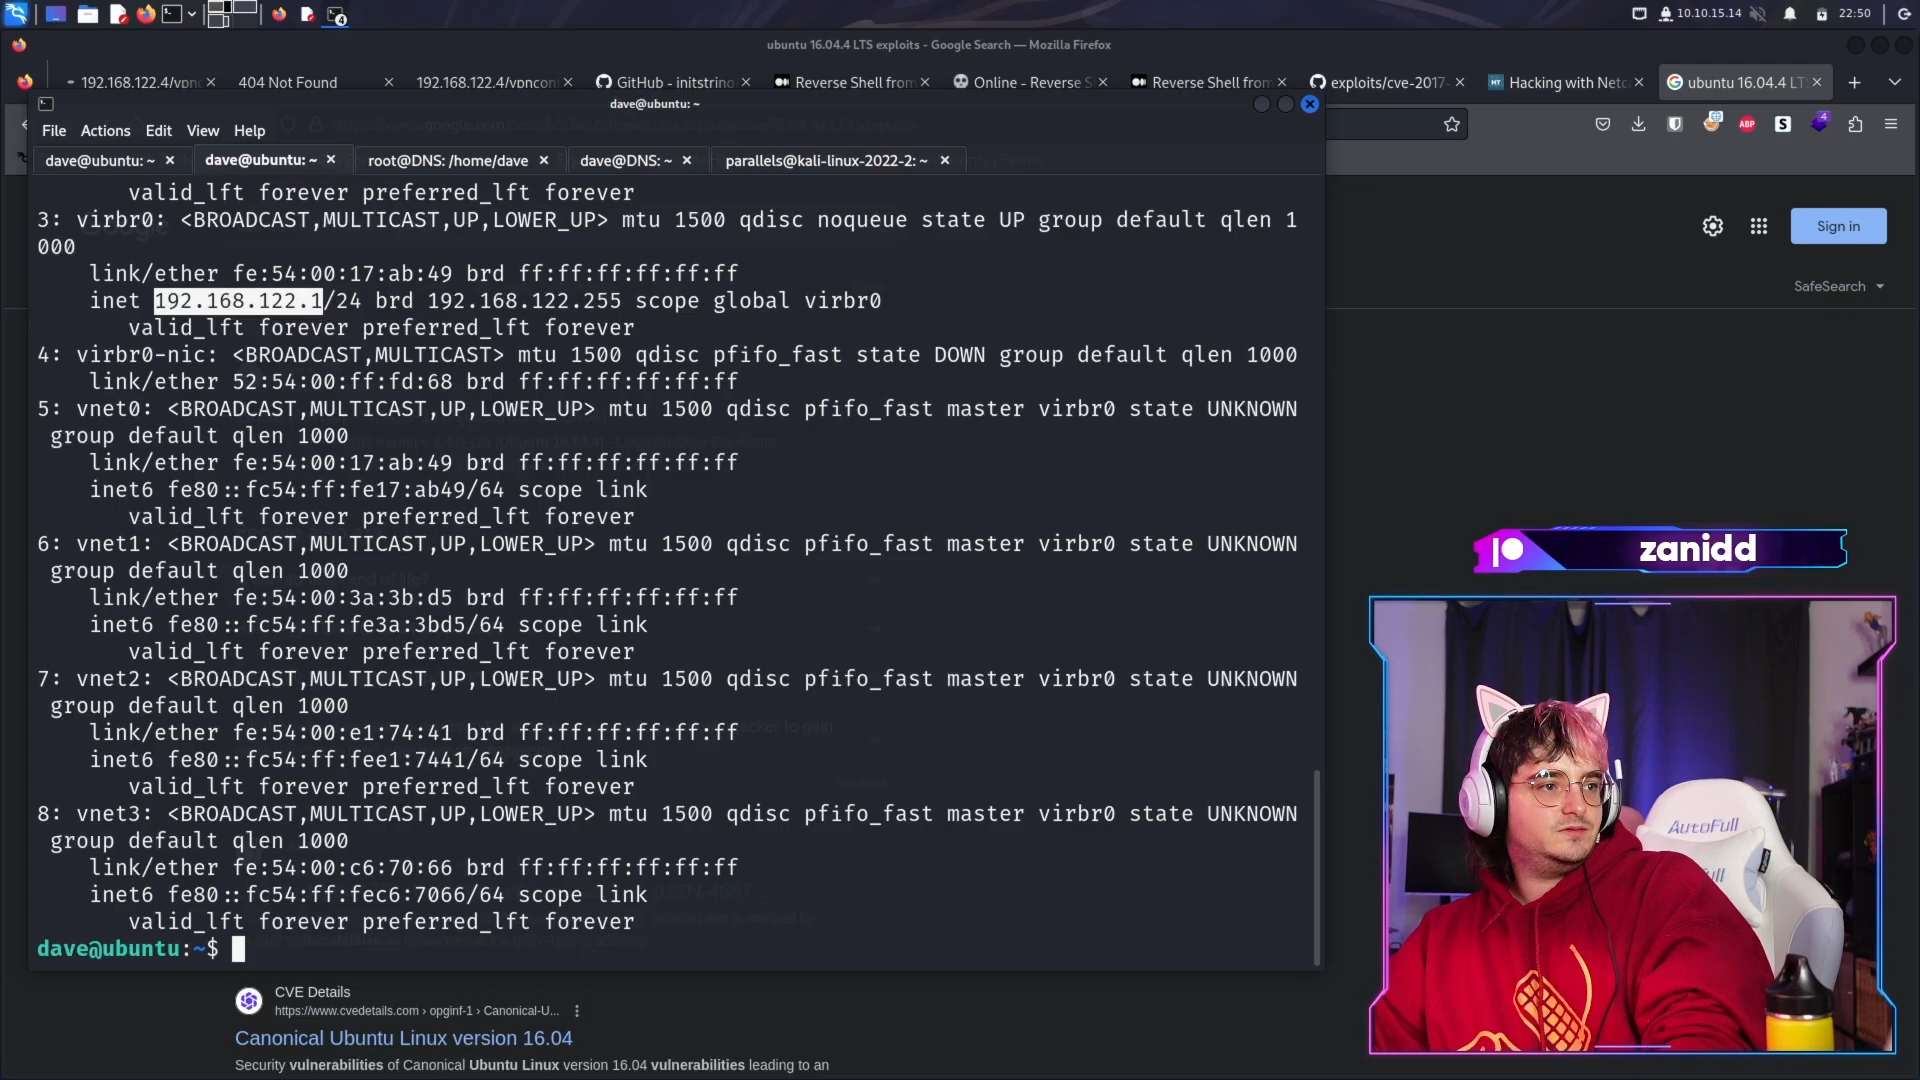 10.10.15.14
22:50
ubuntu 16.04.4 LTS exploits - Google Search — Mozilla Firefox
192.168.122.4/vpnc
404 Not Found
192.168.122.4/vpncon
GitHub - initstring
Reverse Shell from
Online - Reverse S
Reverse Shell from
exploits/cve-2017-
Hacking with Netc
ubuntu 16.04.4 LT
dave@ubuntu: ~
File Actions Edit View Help
dave@ubuntu: ~
dave@ubuntu: ~
root@DNS: /home/dave
dave@DNS: ~
parallels@kali-linux-2022-2: ~
valid_lft forever preferred_lft forever
3: virbr0: <BROADCAST,MULTICAST,UP,LOWER_UP> mtu 1500 qdisc noqueue state UP group default qlen 1
000
link/ether fe:54:00:17:ab:49 brd ff:ff:ff:ff:ff:ff
inet 192.168.122.1/24 brd 192.168.122.255 scope global virbr0
valid_lft forever preferred_lft forever
4: virbr0-nic: <BROADCAST,MULTICAST> mtu 1500 qdisc pfifo_fast state DOWN group default qlen 1000
link/ether 52:54:00:ff:fd:68 brd ff:ff:ff:ff:ff:ff
5: vnet0: <BROADCAST,MULTICAST,UP,LOWER_UP> mtu 1500 qdisc pfifo_fast master virbr0 state UNKNOWN
group default qlen 1000
link/ether fe:54:00:17:ab:49 brd ff:ff:ff:ff:ff:ff
inet6 fe80::fc54:ff:fe17:ab49/64 scope link
valid_lft forever preferred_lft forever
6: vnet1: <BROADCAST,MULTICAST,UP,LOWER_UP> mtu 1500 qdisc pfifo_fast master virbr0 state UNKNOWN
group default qlen 1000
link/ether fe:54:00:3a:3b:d5 brd ff:ff:ff:ff:ff:ff
inet6 fe80::fc54:ff:fe3a:3bd5/64 scope link
valid_lft forever preferred_lft forever
7: vnet2: <BROADCAST,MULTICAST,UP,LOWER_UP> mtu 1500 qdisc pfifo_fast master virbr0 state UNKNOWN
group default qlen 1000
link/ether fe:54:00:e1:74:41 brd ff:ff:ff:ff:ff:ff
inet6 fe80::fc54:ff:fee1:7441/64 scope link
valid_lft forever preferred_lft forever
8: vnet3: <BROADCAST,MULTICAST,UP,LOWER_UP> mtu 1500 qdisc pfifo_fast master virbr0 state UNKNOWN
group default qlen 1000
link/ether fe:54:00:c6:70:66 brd ff:ff:ff:ff:ff:ff
inet6 fe80::fc54:ff:fec6:7066/64 scope link
valid_lft forever preferred_lft forever
dave@ubuntu:~$
Sign in
SafeSearch
zanidd
AutoFull
CVE Details
https://www.cvedetails.com › opginf-1 › Canonical-U...
Canonical Ubuntu Linux version 16.04
Security vulnerabilities of Canonical Ubuntu Linux version 16.04 vulnerabilities leading to an